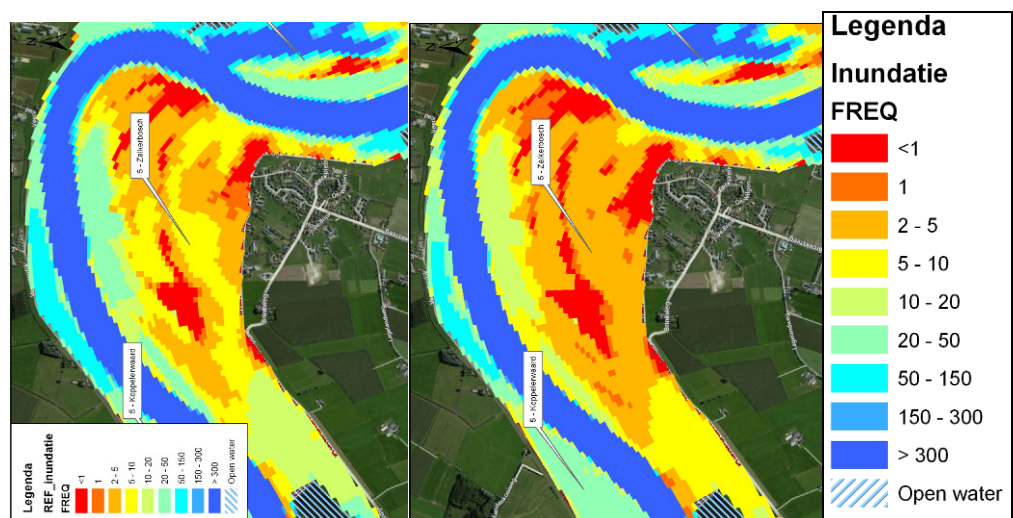 N
5 - Zalkerbosch
5 - Koppelerwaard
Legenda
REF_inundatie
FREQ
<1
1
2 - 5
5 - 10
10 - 20
20 - 50
50 - 150
150 - 300
> 300
Open water
N
5 - Zalkerbosch
5 - Koppelerwaard
Legenda
Inundatie
FREQ
<1
1
2 - 5
5 - 10
10 - 20
20 - 50
50 - 150
150 - 300
> 300
Open water